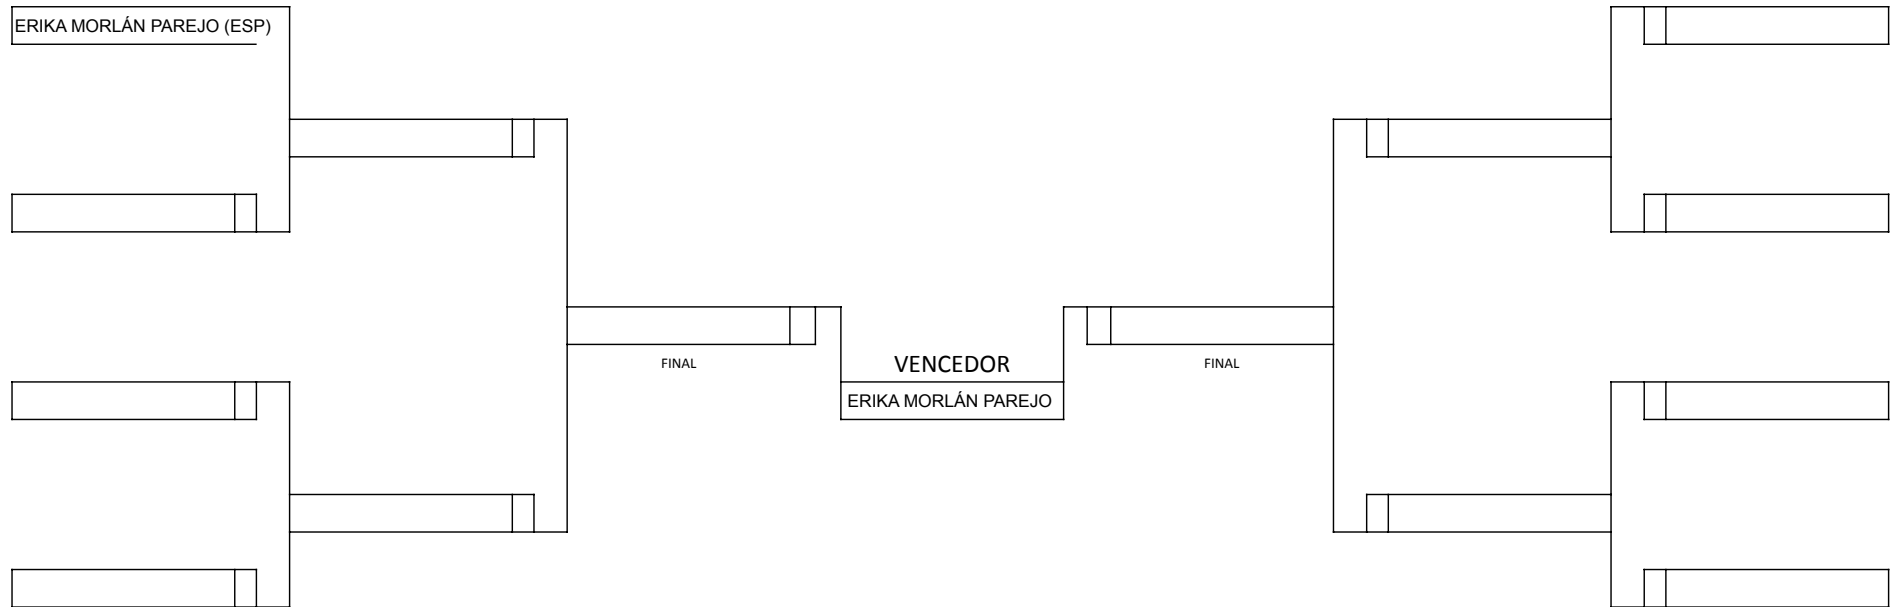 ERIKA MORLÁN PAREJO (ESP)
FINAL
VENCEDOR
FINAL
ERIKA MORLÁN PAREJO